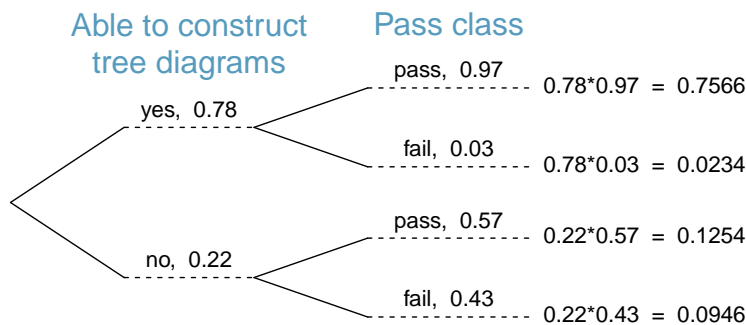 Able to construct
tree diagrams
Pass class
yes, 0.78
pass, 0.97
0.78*0.97 = 0.7566
fail, 0.03
0.78*0.03 = 0.0234
no, 0.22
pass, 0.57
0.22*0.57 = 0.1254
fail, 0.43
0.22*0.43 = 0.0946